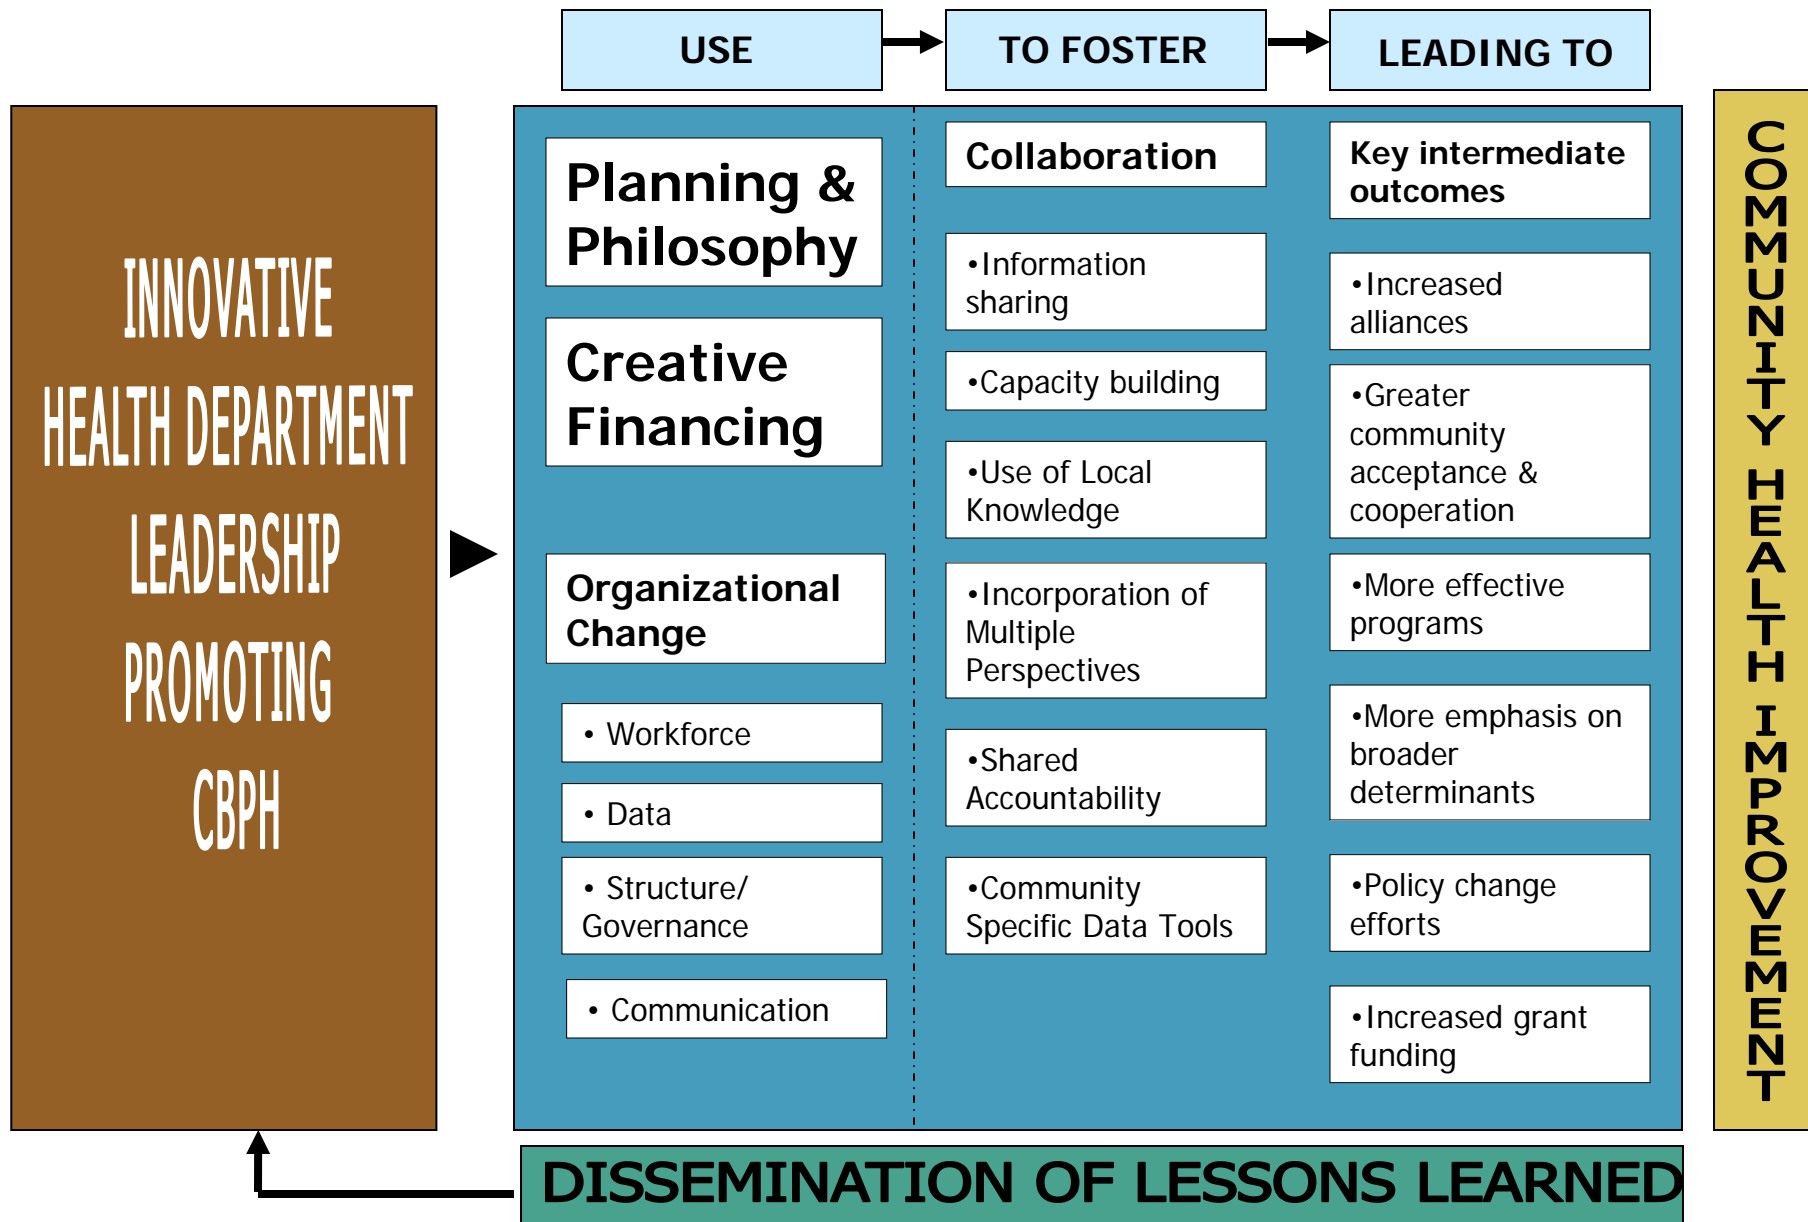 USE
TO FOSTER
LEADING TO
INNOVATIVE
HEALTH DEPARTMENT
LEADERSHIP
PROMOTING
CBPH
Planning &
Philosophy
Creative
Financing
Organizational
Change
• Workforce
• Data
• Structure/
Governance
• Communication
Collaboration
•Information
sharing
•Capacity building
•Use of Local
Knowledge
•Incorporation of
Multiple
Perspectives
•Shared
Accountability
•Community
Specific Data Tools
Key intermediate
outcomes
•Increased
alliances
•Greater
community
acceptance &
cooperation
•More effective
programs
•More emphasis on
broader
determinants
•Policy change
efforts
•Increased grant
funding
COMMUNITY HEALTH IMPROVEMENT
DISSEMINATION OF LESSONS LEARNED